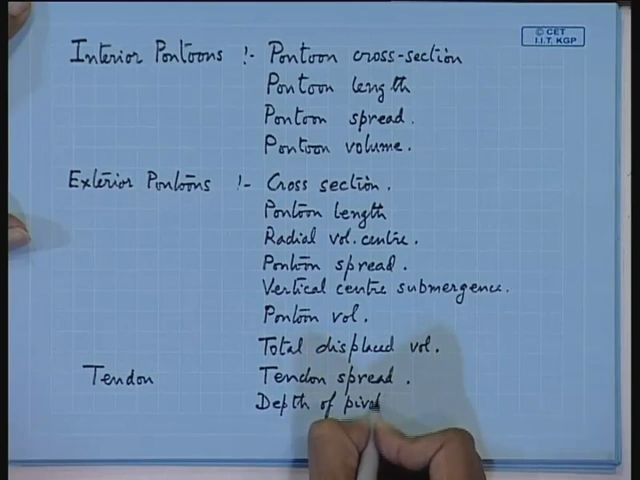 © CET
I.I.T. KGP
Interior Pontoons :- Pontoon cross-section
Pontoon length
Pontoon spread.
Pontoon volume.
Exterior Pontoons :- Cross section.
Pontoon length
Radial vol. centre.
Pontoon spread.
Vertical centre submergence.
Pontoon vol.
Total displaced vol.
Tendon Tendon spread.
Depth of